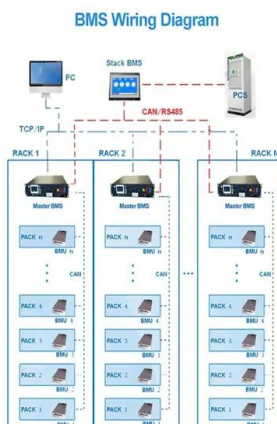 BMS Wiring Diagram
Stack BMS
PC
PCS
CAN/RS485
TCP/IP
RACK 1
RACK 2
RACK N
Master BMS
Master BMS
Master BMS
PACK n
PACK n
PACK n
BMU n
BMU n
BMU n
CAN
CAN
CAN
PACK 4
PACK 4
PACK 4
BMU 4
BMU 4
BMU 4
PACK 3
PACK 3
PACK 3
BMU 3
BMU 3
BMU 3
PACK 2
PACK 2
PACK 2
BMU 2
BMU 2
BMU 2
PACK 1
PACK 1
PACK 1